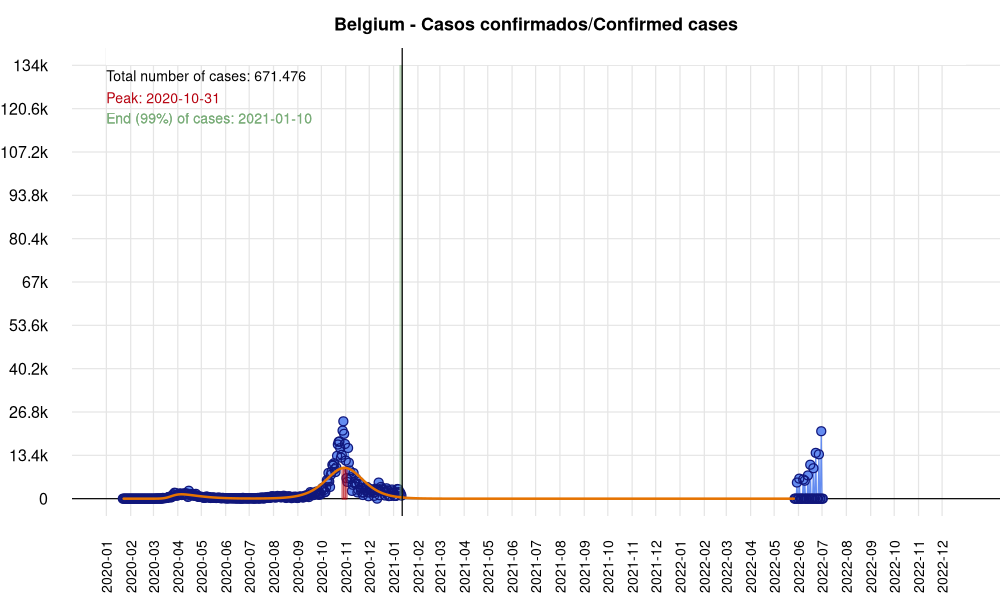 Belgium - Casos confirmados/Confirmed cases
134k
120.6k
107.2k
93.8k
80.4k
67k
53.6k
40.2k
26.8k
13.4k
0
Total number of cases: 671.476
Peak: 2020-10-31
End (99%) of cases: 2021-01-10
2020-01
2020-02
2020-03
2020-04
2020-05
2020-06
2020-07
2020-08
2020-09
2020-10
2020-11
2020-12
2021-01
2021-02
2021-03
2021-04
2021-05
2021-06
2021-07
2021-08
2021-09
2021-10
2021-11
2021-12
2022-01
2022-02
2022-03
2022-04
2022-05
2022-06
2022-07
2022-08
2022-09
2022-10
2022-11
2022-12